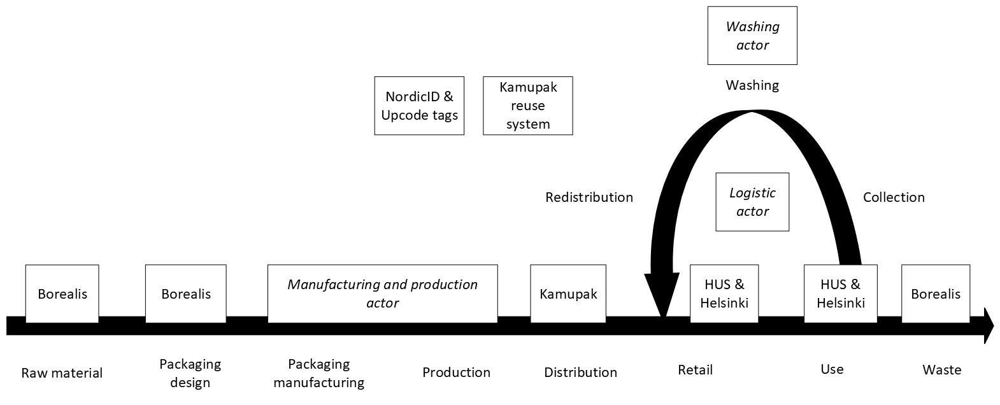 Washing
actor
Washing
NordicID &
Upcode tags
Kamupak
reuse
system
Redistribution
Logistic
actor
Collection
Borealis
Borealis
Manufacturing and production
actor
Kamupak
HUS &
Helsinki
HUS &
Helsinki
Borealis
Raw material
Packaging
design
Packaging
manufacturing
Production
Distribution
Retail
Use
Waste